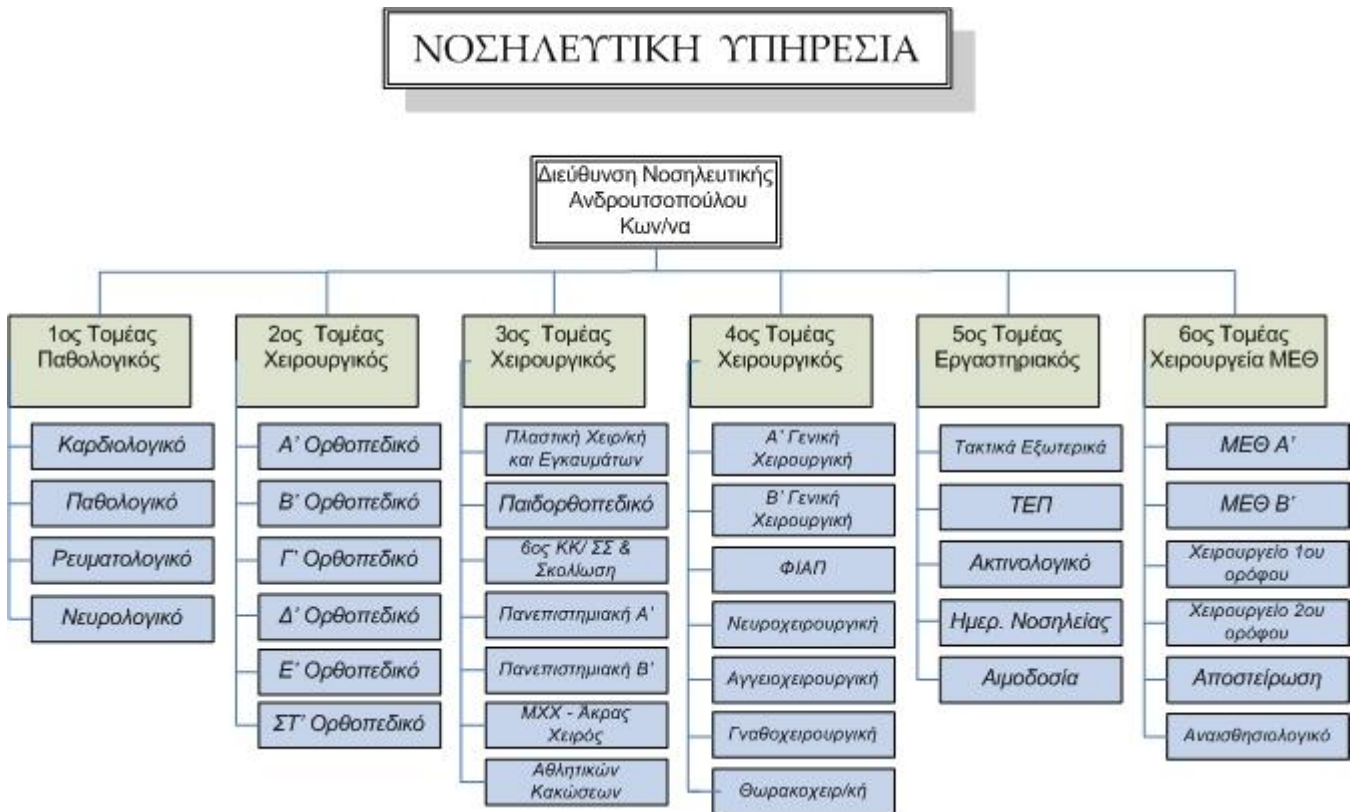 ΝΟΣΗΛΕΥΤΙΚΗ ΥΠΗΡΕΣΙΑ
Διεύθυνση Νοσηλευτικής
Ανδρουτσοπούλου
Κων/να
1ος Τομέας
Παθολογικός
Καρδιολογικό
Παθολογικό
Ρευματολογικό
Νευρολογικό
2ος Τομέας
Χειρουργικός
Α' Ορθοπεδικό
Β' Ορθοπεδικό
Γ' Ορθοπεδικό
Δ' Ορθοπεδικό
Ε' Ορθοπεδικό
ΣΤ' Ορθοπεδικό
3ος Τομέας
Χειρουργικός
Πλαστική Χειρ/κή
και Εγκαυμάτων
Παιδορθοπεδικό
6ος ΚΚ/ ΣΣ &
Σκολίωση
Πανεπιστημιακή Α'
Πανεπιστημιακή Β'
ΜΧΧ - Άκρας
Χειρός
Αθλητικών
Κακώσεων
4ος Τομέας
Χειρουργικός
Α' Γενική
Χειρουργική
Β' Γενική
Χειρουργική
ΦΙΑΠ
Νευροχειρουργική
Αγγειοχειρουργική
Γναθοχειρουργική
Θωρακοχειρ/κή
5ος Τομέας
Εργαστηριακός
Τακτικά Εξωτερικά
ΤΕΠ
Ακτινολογικό
Ημερ. Νοσηλείας
Αιμοδοσία
6ος Τομέας
Χειρουργεία ΜΕΘ
ΜΕΘ Α'
ΜΕΘ Β'
Χειρουργείο 1ου
ορόφου
Χειρουργείο 2ου
ορόφου
Αποστείρωση
Αναισθησιολογικό